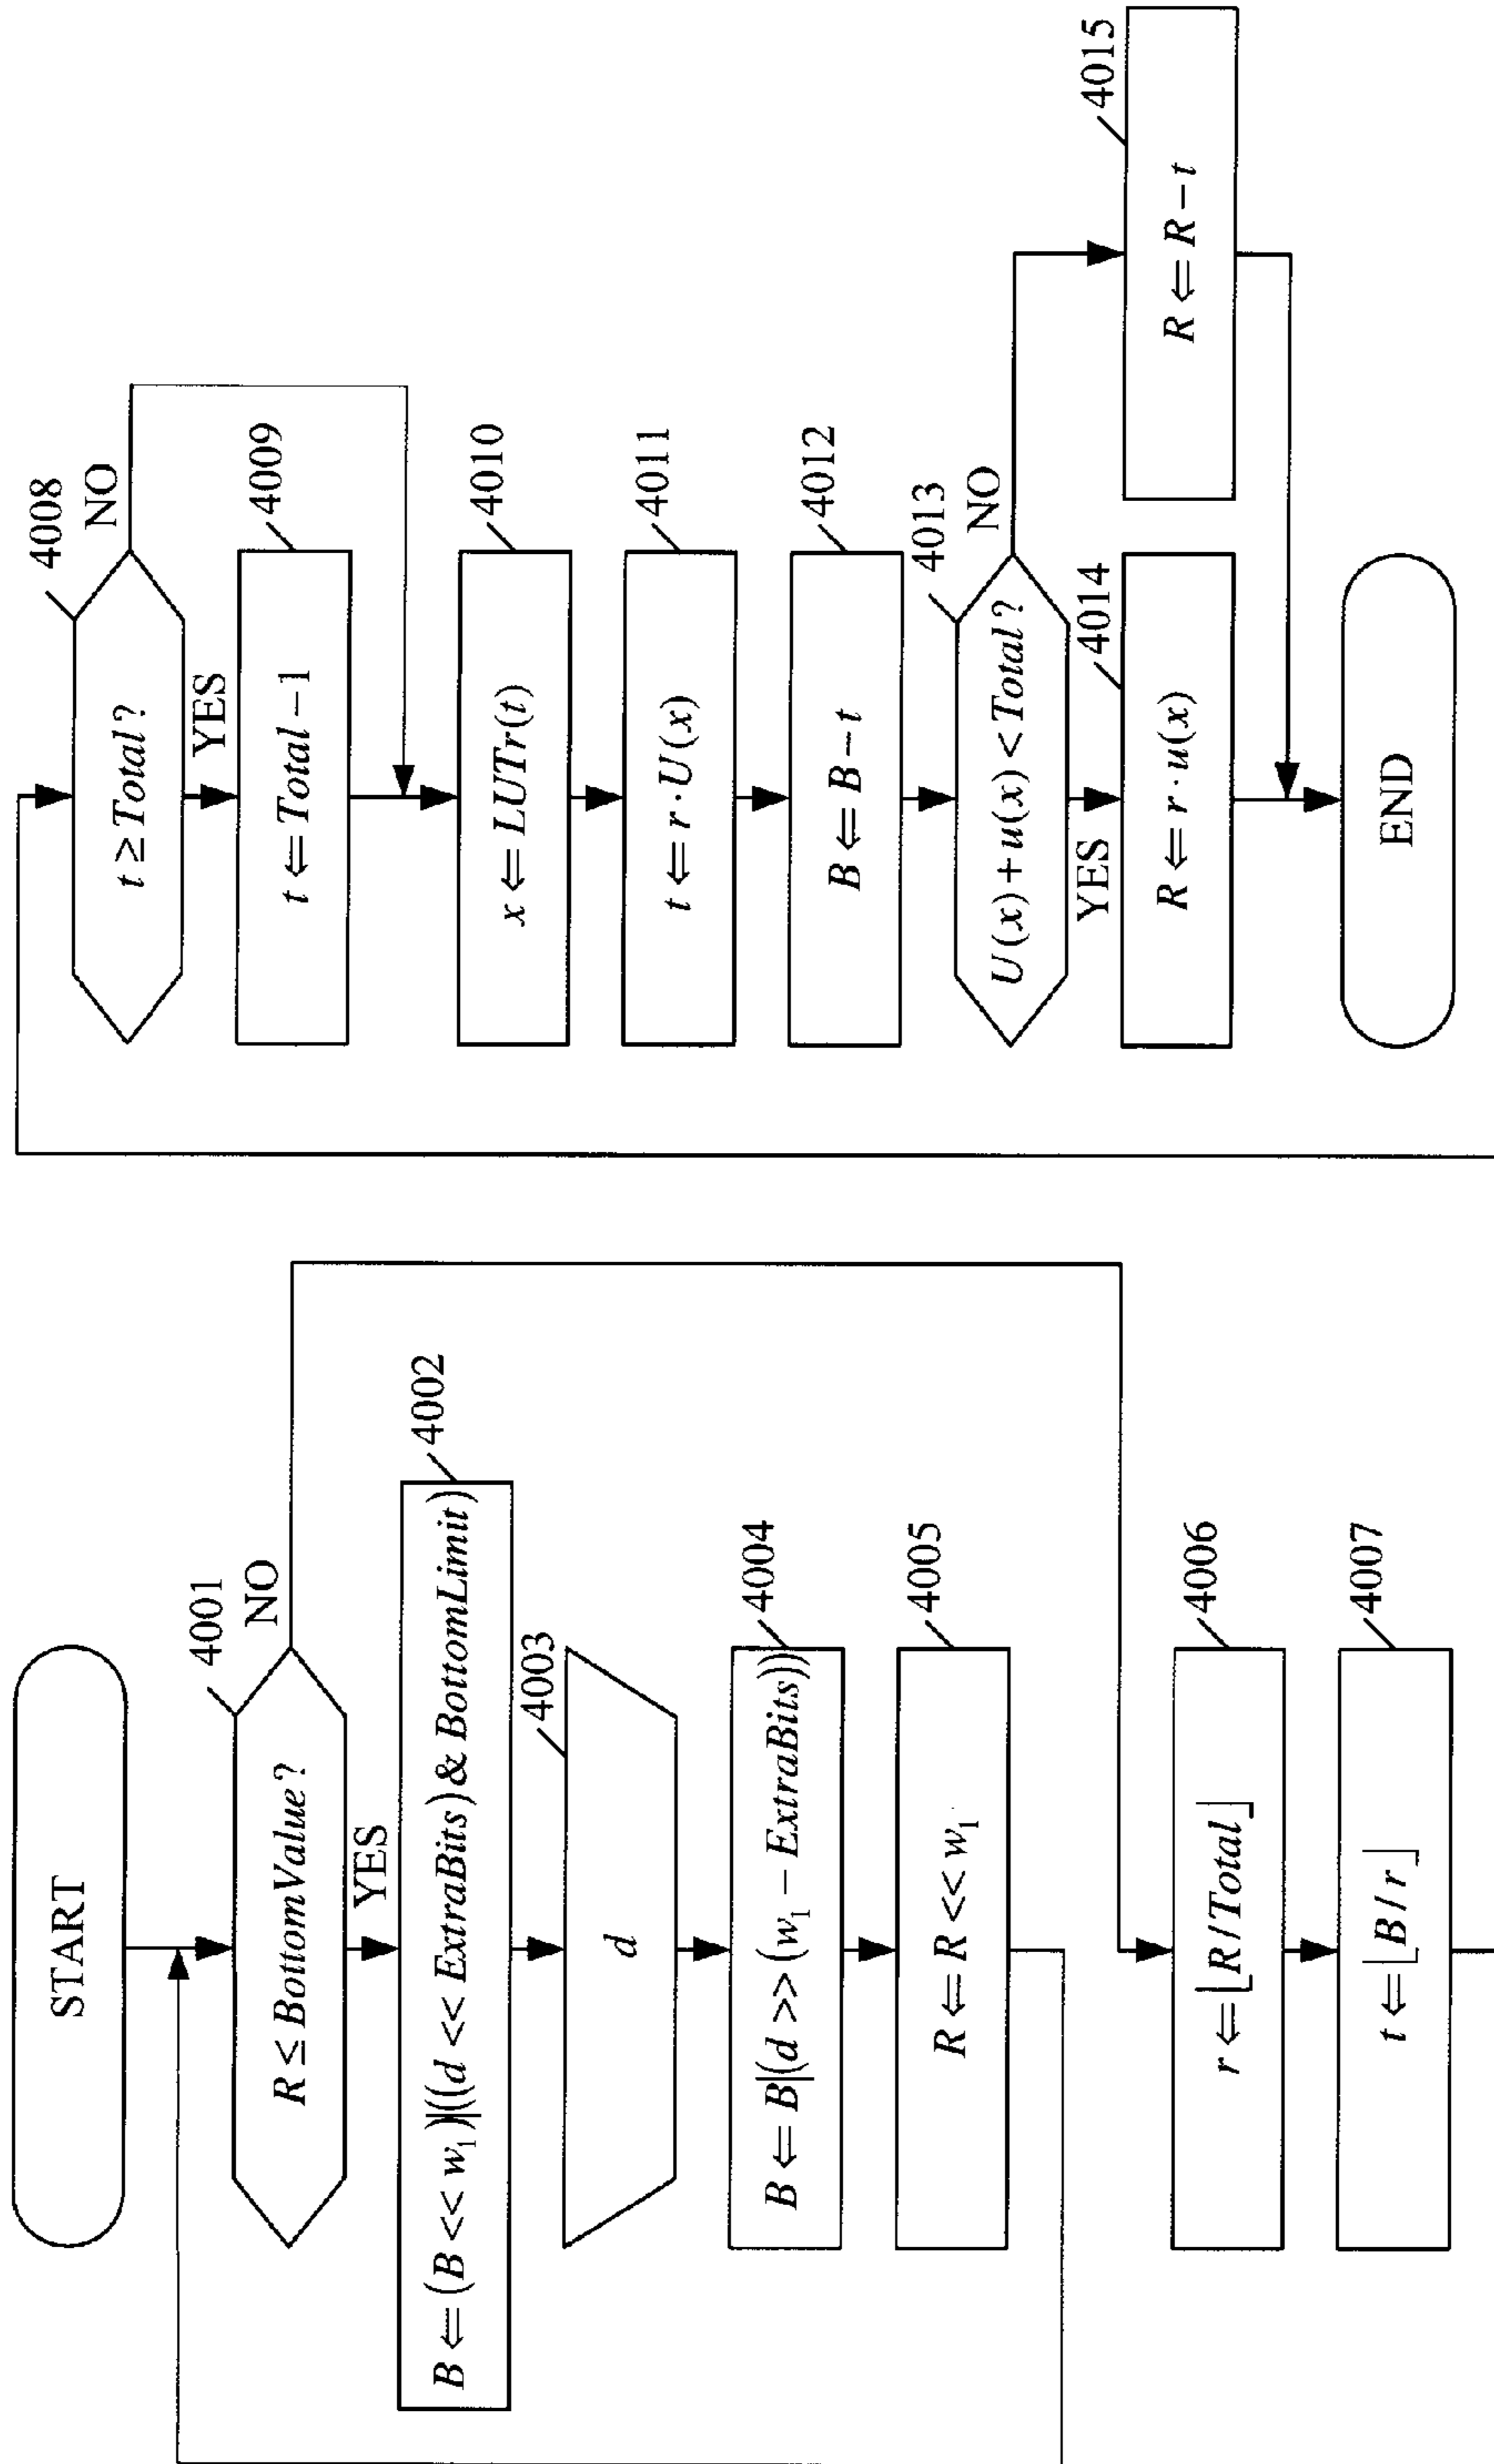 START
4001
R ≤ BottomValue?
NO
YES
4002
B ⇐ (B << w₁)|((d << ExtraBits) & BottomLimit)
4003
d
4004
B ⇐ B|(d >> (w₁ − ExtraBits)))
4005
R ⇐ R << w₁
4006
r ⇐ ⌊R/Total⌋
4007
t ⇐ ⌊B/r⌋
4008
t ≥ Total?
NO
YES
4009
t ⇐ Total − 1
4010
x ⇐ LUTr(t)
4011
t ⇐ r · U(x)
4012
B ⇐ B − t
4013
U(x) + u(x) < Total?
NO
YES
4014
R ⇐ r · u(x)
4015
R ⇐ R − t
END